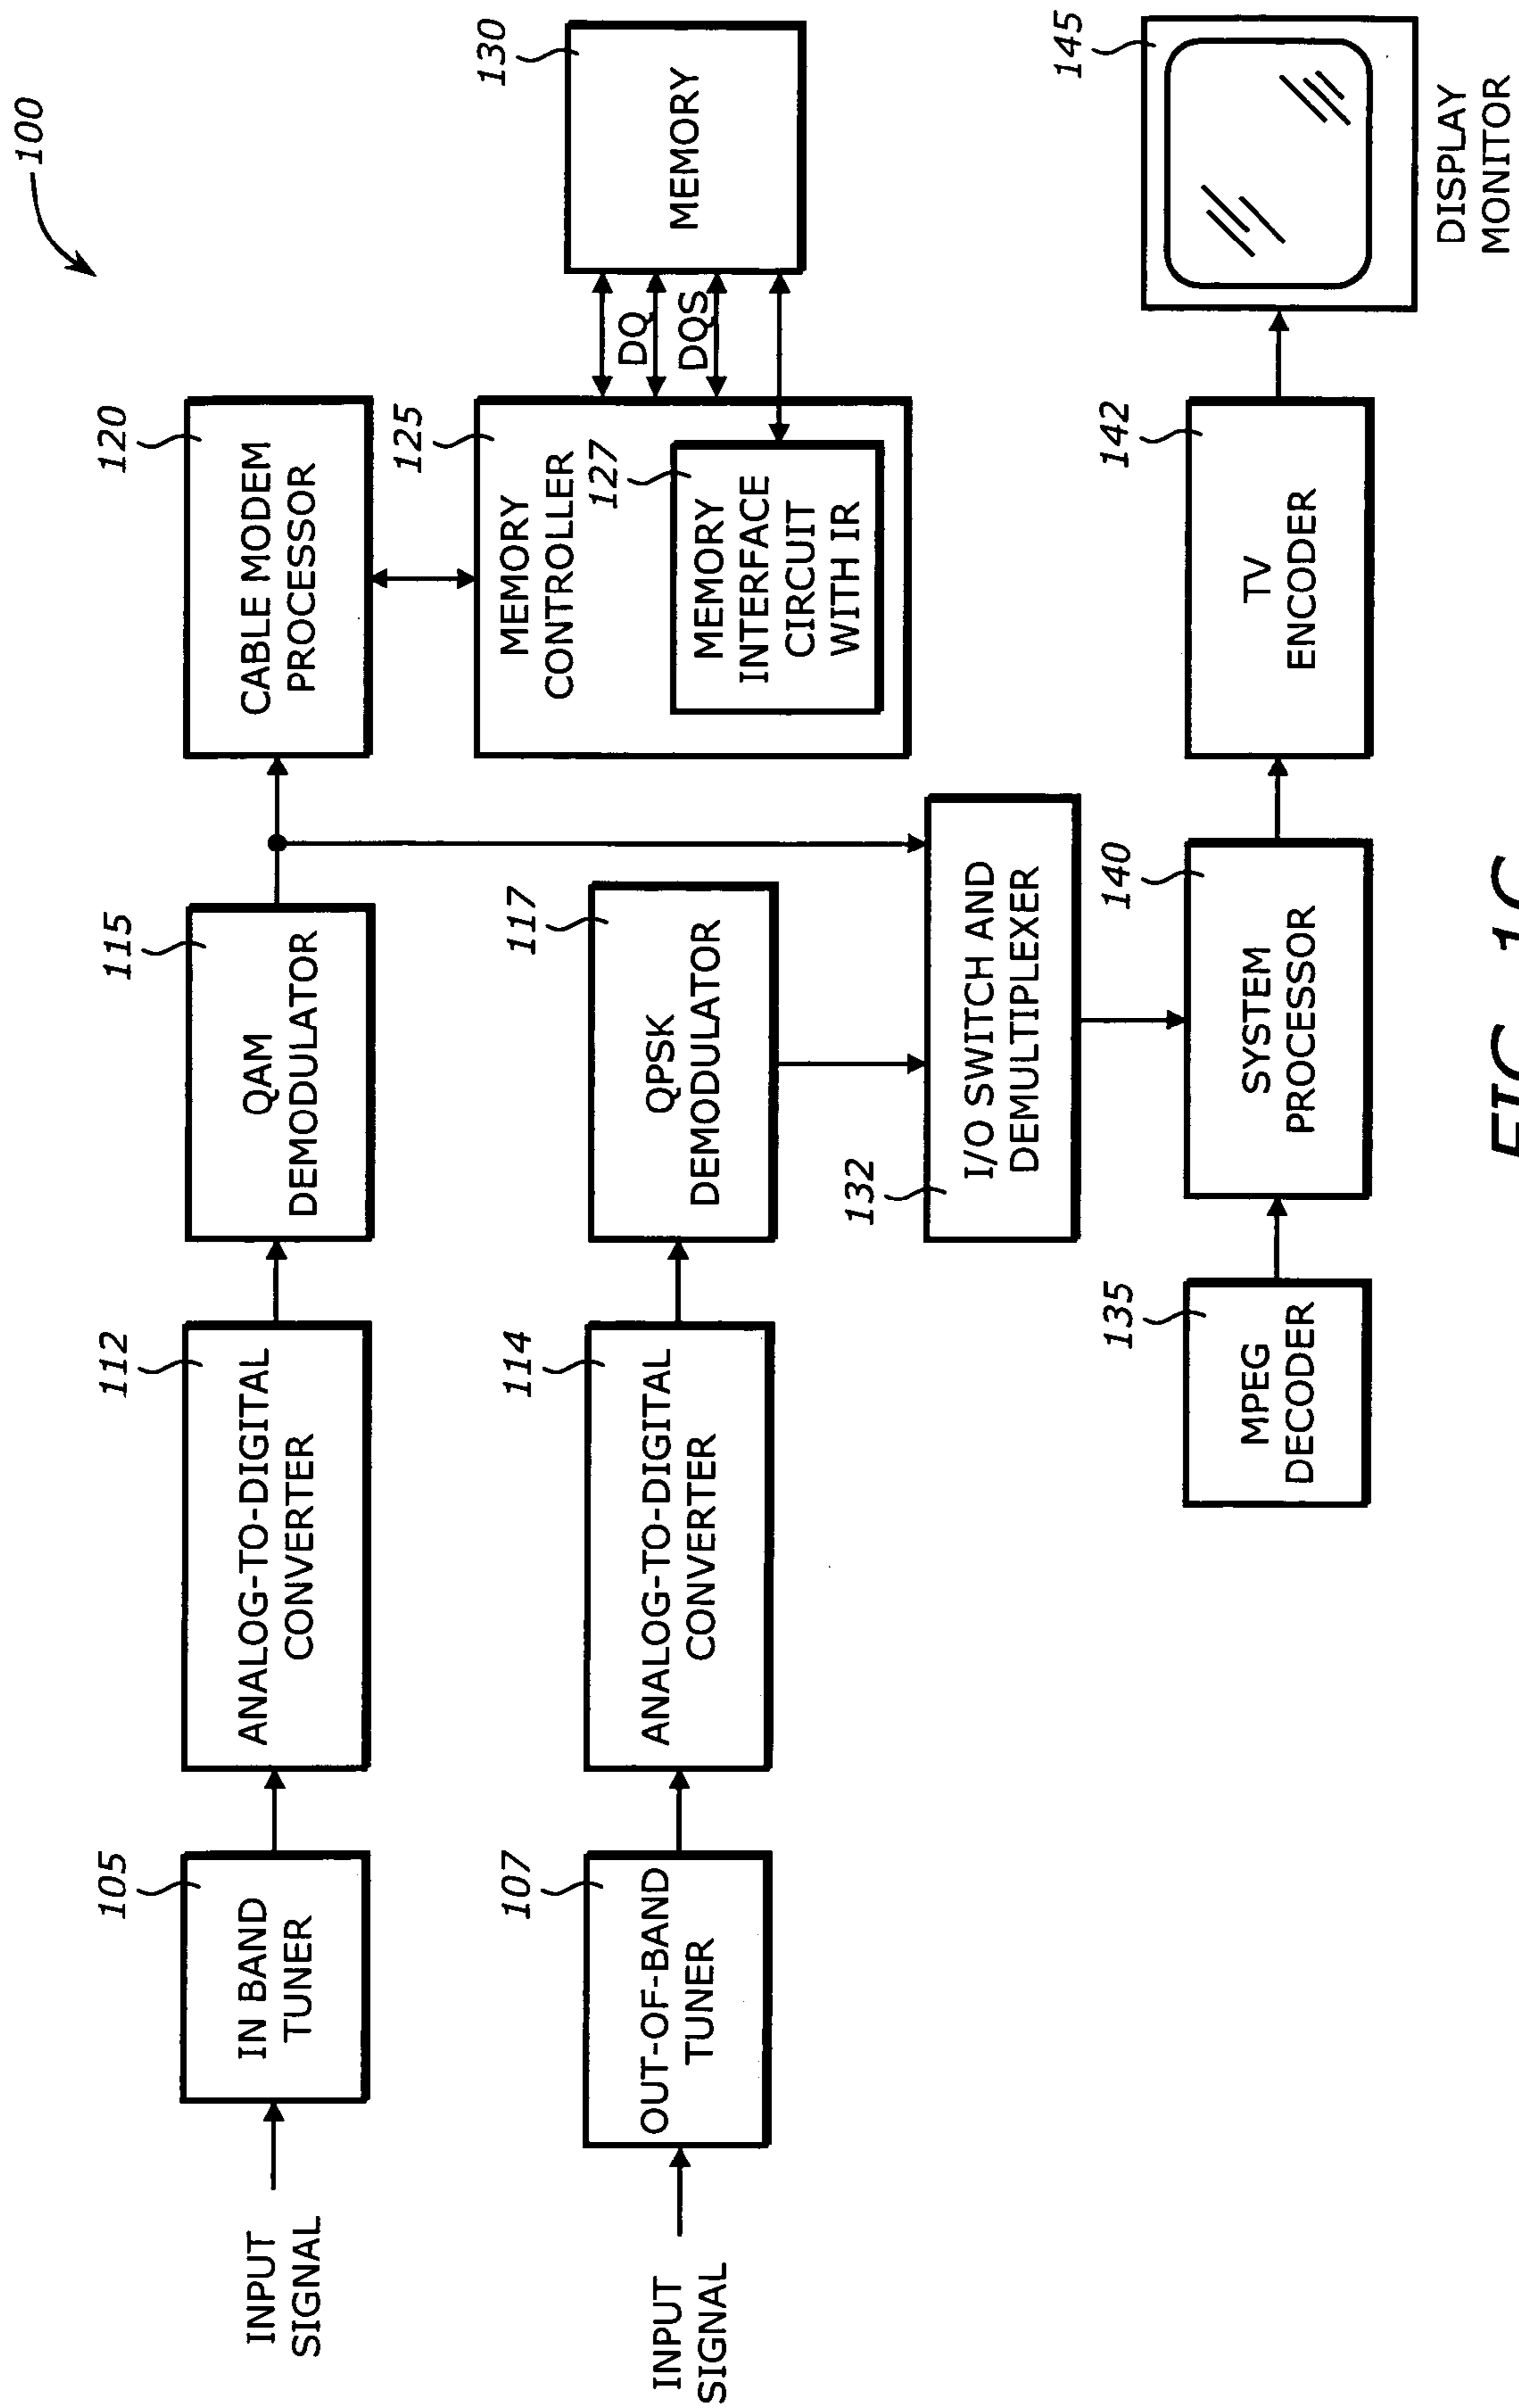 100
INPUT
SIGNAL
105
IN BAND
TUNER
112
ANALOG-TO-DIGITAL
CONVERTER
115
QAM
DEMODULATOR
120
CABLE MODEM
PROCESSOR
125
MEMORY
CONTROLLER
127
MEMORY
INTERFACE
CIRCUIT
WITH IR
DQ
DQS
130
MEMORY
INPUT
SIGNAL
107
OUT-OF-BAND
TUNER
114
ANALOG-TO-DIGITAL
CONVERTER
117
QPSK
DEMODULATOR
132
I/O SWITCH AND
DEMULTIPLEXER
135
MPEG
DECODER
140
SYSTEM
PROCESSOR
142
TV
ENCODER
145
DISPLAY
MONITOR
FIG. 1C